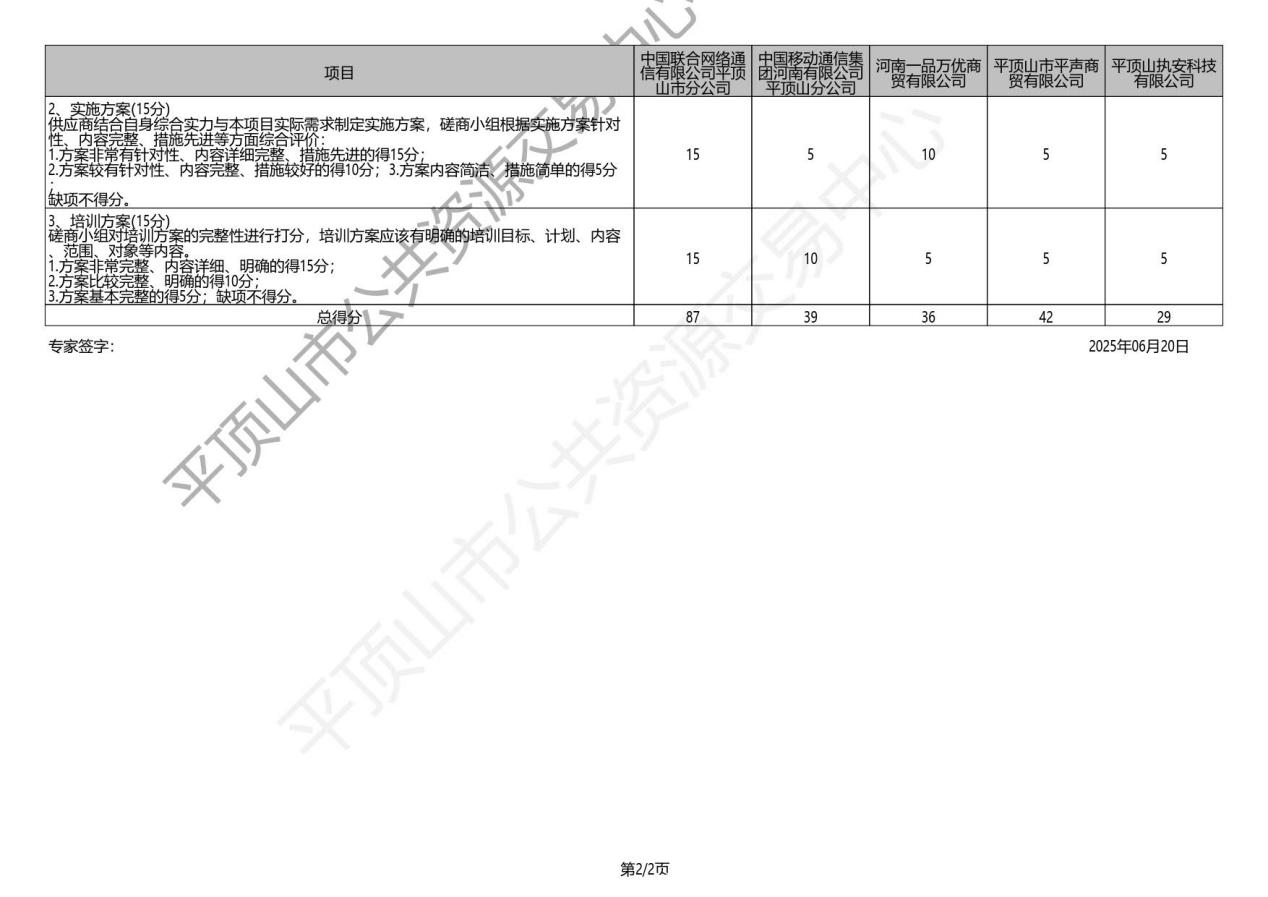 项目
中国联合网络通
信有限公司平顶
山市分公司
中国移动通信集
团河南有限公司
平顶山分公司
河南一品万优商
贸有限公司
平顶山市平声商
贸有限公司
平顶山执安科技
有限公司
2、实施方案(15分)
供应商结合自身综合实力与本项目实际需求制定实施方案，磋商小组根据实施方案针对
性、内容完整、措施先进等方面综合评价：
1.方案非常有针对性、内容详细完整、措施先进的得15分；
2.方案较有针对性、内容完整、措施较好的得10分；3.方案内容简洁、措施简单的得5分
；
缺项不得分。
15
5
10
5
5
3、培训方案(15分)
磋商小组对培训方案的完整性进行打分，培训方案应该有明确的培训目标、计划、内容
、范围、对象等内容。
1.方案非常完整、内容详细、明确的得15分；
2.方案比较完整、明确的得10分；
3.方案基本完整的得5分；缺项不得分。
15
10
5
5
5
总得分
87
39
36
42
29
专家签字：
2025年06月20日
平顶山市公共资源交易中心
平顶山市公共资源交易中心
第2/2页